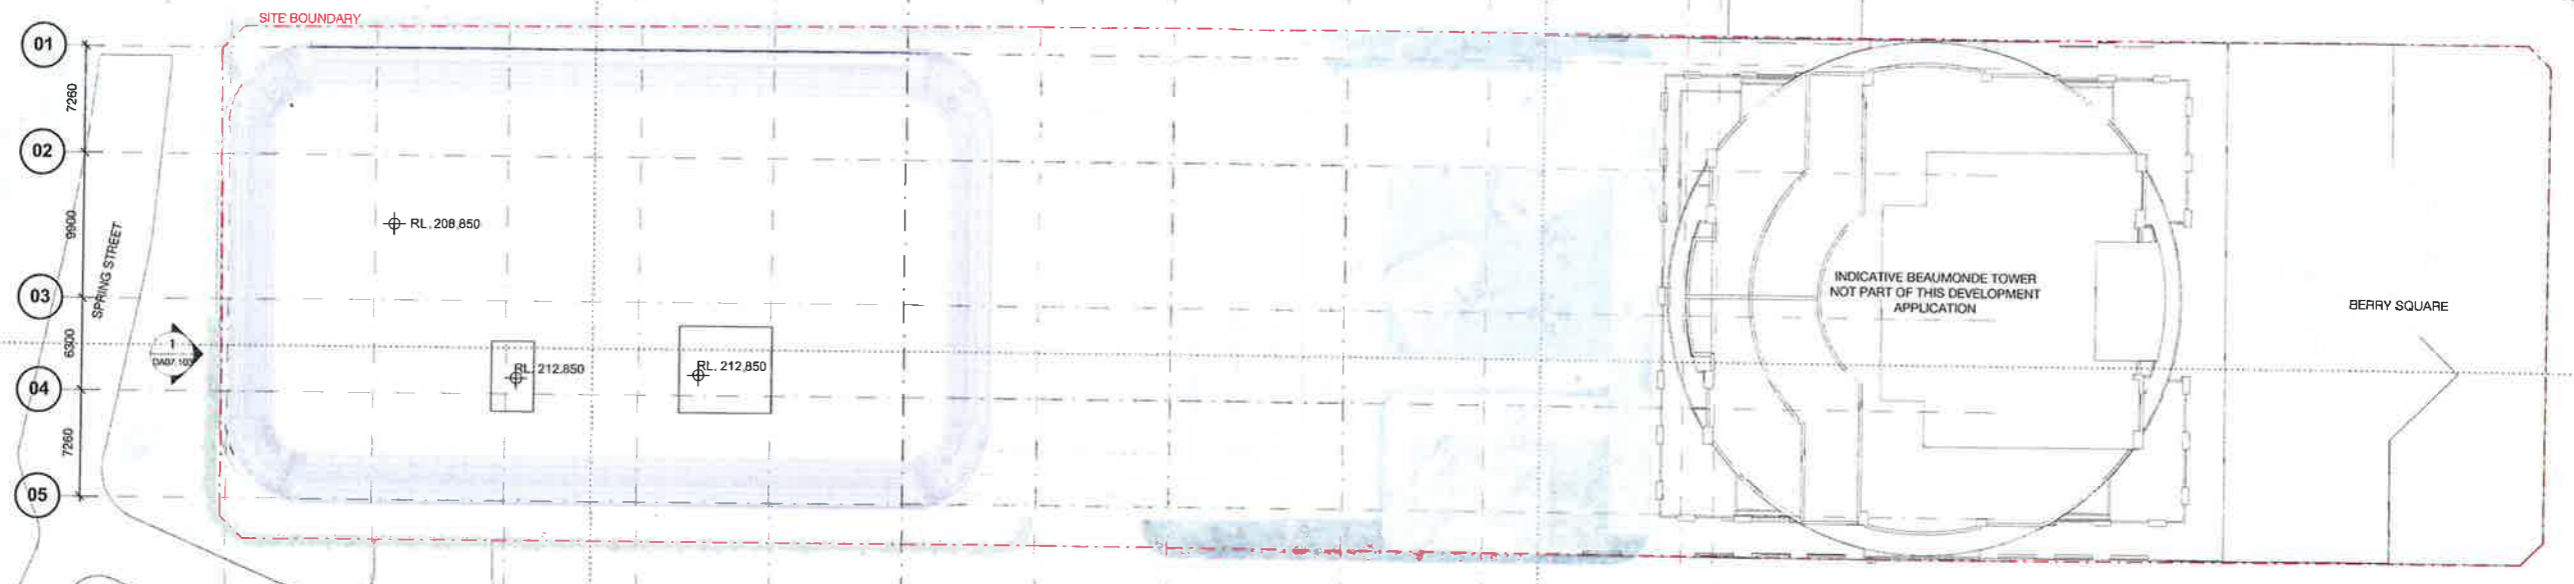 SITE BOUNDARY
01
7260
02
9900
SPRING STREET
03
6300
1
DA07.103
04
7260
05
RL. 208,850
RL. 212,850
RL. 212,850
INDICATIVE BEAUMONDE TOWER
NOT PART OF THIS DEVELOPMENT
APPLICATION
BERRY SQUARE